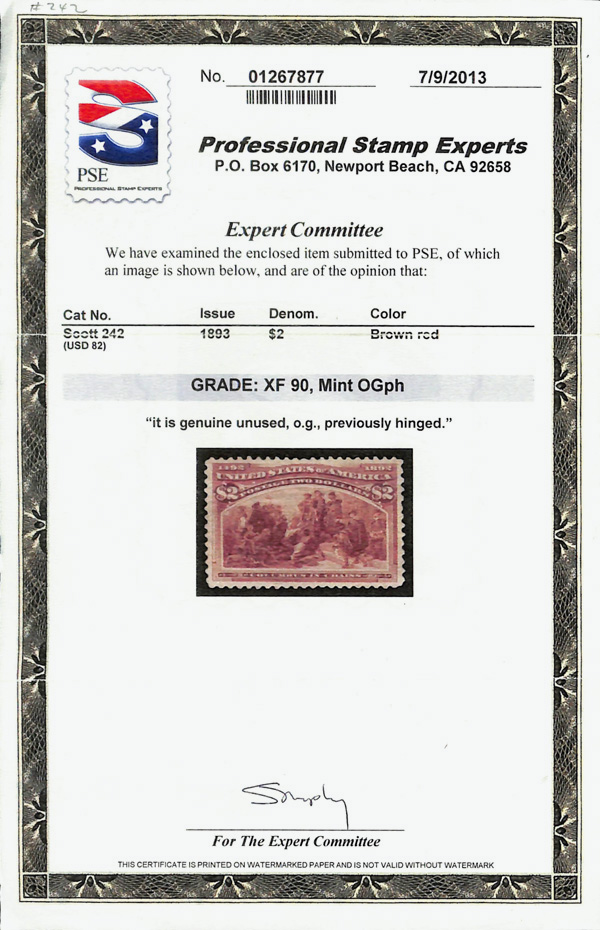 #242
No. 01267877 7/9/2013
PSE
PROFESSIONAL STAMP EXPERTS
Professional Stamp Experts
P.O. Box 6170, Newport Beach, CA 92658
Expert Committee
We have examined the enclosed item submitted to PSE, of which
an image is shown below, and are of the opinion that:
Cat No. Issue Denom. Color
Scott 242 1893 $2 Brown red
(USD 82)
GRADE: XF 90, Mint OGph
“it is genuine unused, o.g., previously hinged.”
1492 1892
UNITED STATES OF AMERICA
$2 POSTAGE TWO DOLLARS $2
COLUMBUS IN CHAINS
For The Expert Committee
THIS CERTIFICATE IS PRINTED ON WATERMARKED PAPER AND IS NOT VALID WITHOUT WATERMARK